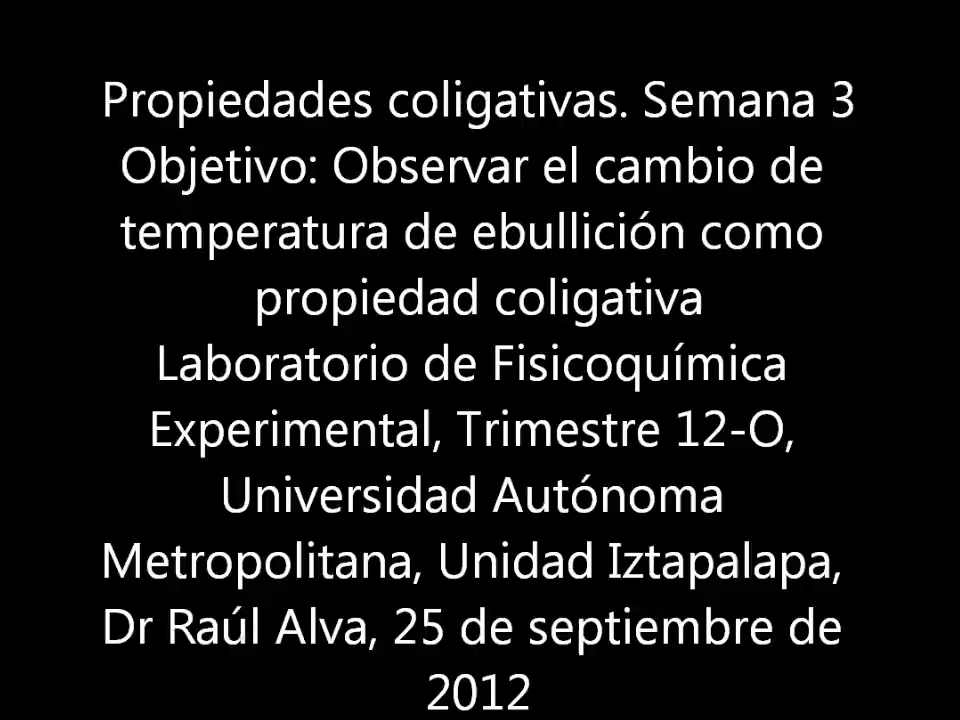 Propiedades coligativas. Semana 3
Objetivo: Observar el cambio de
temperatura de ebullición como
propiedad coligativa
Laboratorio de Fisicoquímica
Experimental, Trimestre 12-O,
Universidad Autónoma
Metropolitana, Unidad Iztapalapa,
Dr Raúl Alva, 25 de septiembre de
2012